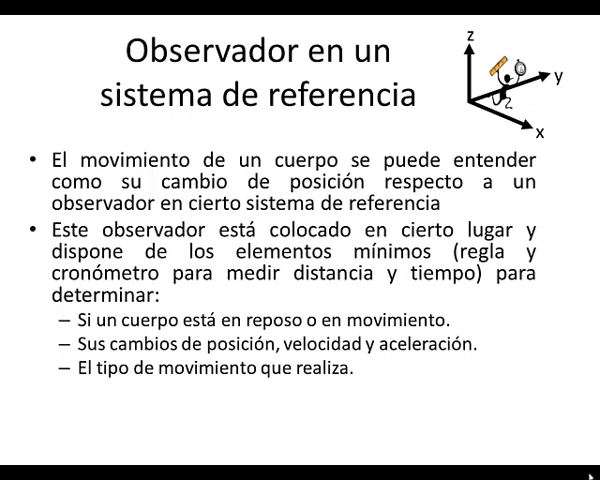 Observador en un
sistema de referencia
z
y
x
• El movimiento de un cuerpo se puede entender
como su cambio de posición respecto a un
observador en cierto sistema de referencia
• Este observador está colocado en cierto lugar y
dispone de los elementos mínimos (regla y
cronómetro para medir distancia y tiempo) para
determinar:
– Si un cuerpo está en reposo o en movimiento.
– Sus cambios de posición, velocidad y aceleración.
– El tipo de movimiento que realiza.